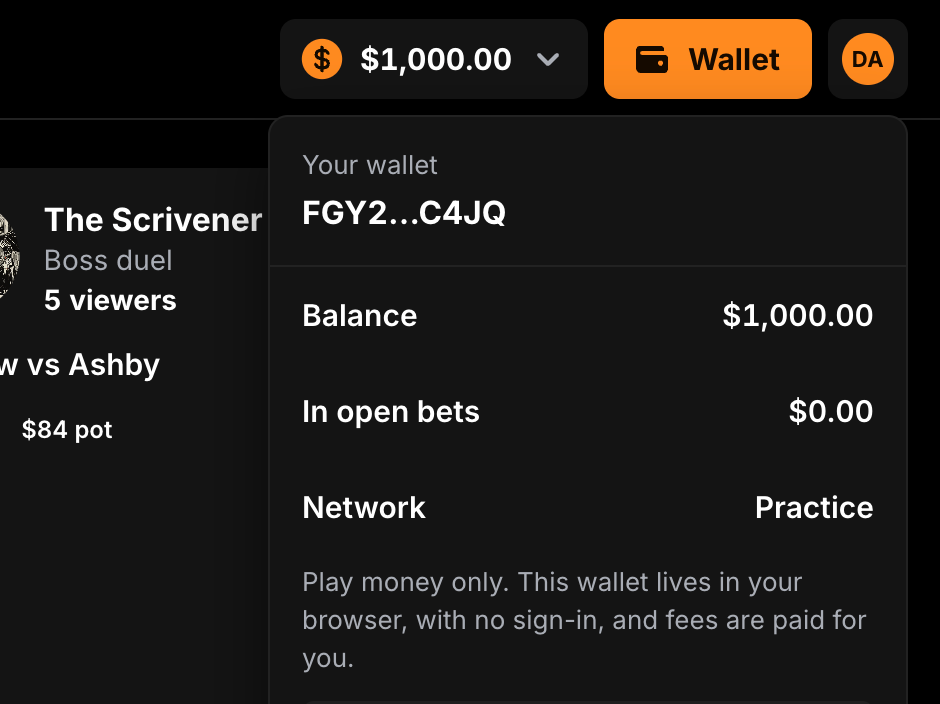 $1,000.00
Wallet
DA
Your wallet
FGY2...C4JQ
The Scrivener
Boss duel
5 viewers
w vs Ashby
$84 pot
Balance
$1,000.00
In open bets
$0.00
Network
Practice
Play money only. This wallet lives in your
browser, with no sign-in, and fees are paid for
you.